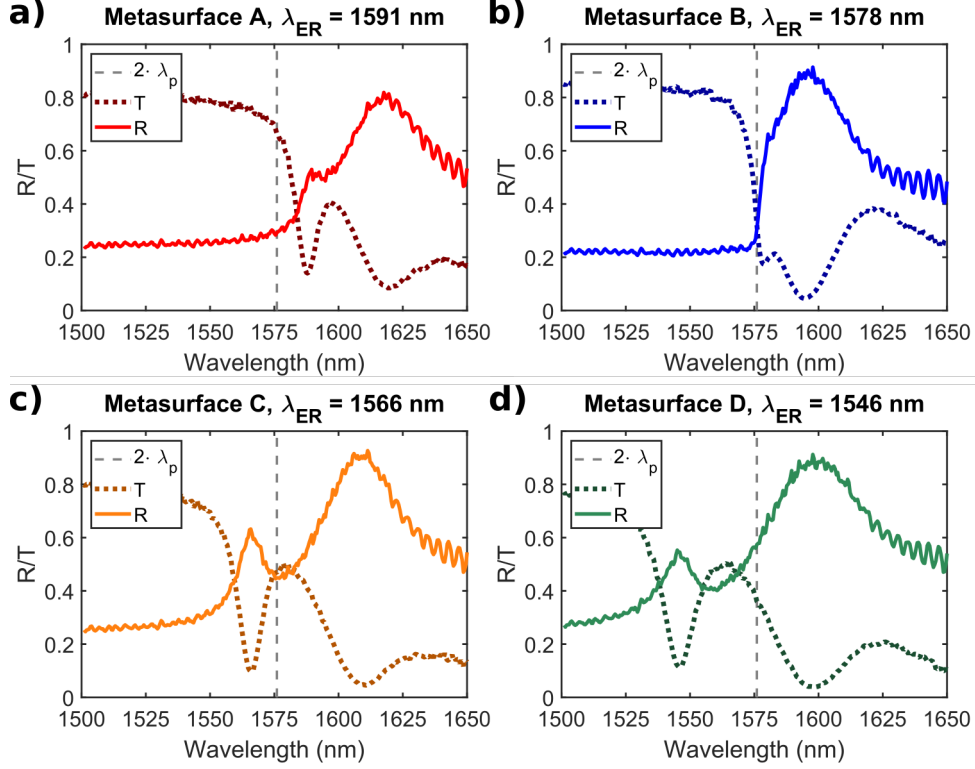 a)
Metasurface A, λER = 1591 nm
R/T
1
0.8
0.6
0.4
0.2
0
2· λp
T
R
1500 1525 1550 1575 1600 1625 1650
Wavelength (nm)
b)
Metasurface B, λER = 1578 nm
R/T
1
0.8
0.6
0.4
0.2
0
2· λp
T
R
1500 1525 1550 1575 1600 1625 1650
Wavelength (nm)
c)
Metasurface C, λER = 1566 nm
R/T
1
0.8
0.6
0.4
0.2
0
2· λp
T
R
1500 1525 1550 1575 1600 1625 1650
Wavelength (nm)
d)
Metasurface D, λER = 1546 nm
R/T
1
0.8
0.6
0.4
0.2
0
2· λp
T
R
1500 1525 1550 1575 1600 1625 1650
Wavelength (nm)